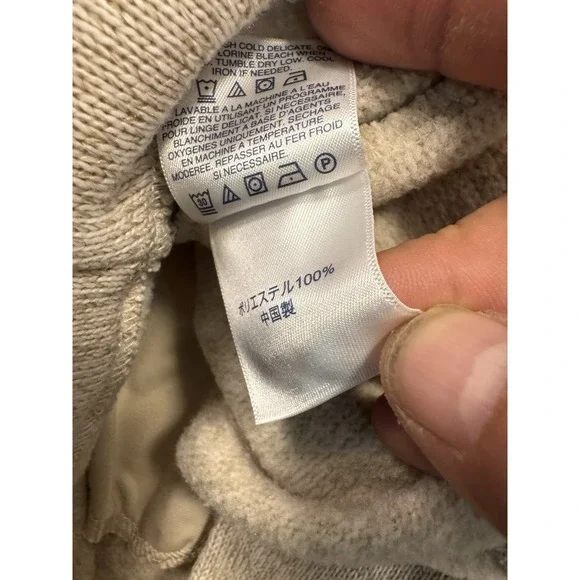 SH COLD DELICATE. ON
LORINE BLEACH WHEN
TUMBLE DRY LOW. COOL
IRON IF NEEDED.
LAVABLE A LA MACHINE A L'EAU
FROIDE EN UTILISANT UN PROGRAMME
POUR LINGE DELICAT. SI NECESSAIRE,
BLANCHIMENT A BASE D'AGENTS
OXYGENES UNIQUEMENT. SECHAGE
EN MACHINE A TEMPERATURE
MODEREE. REPASSER AU FER FROID
SI NECESSAIRE.
30 P
ポリエステル100%
中国製